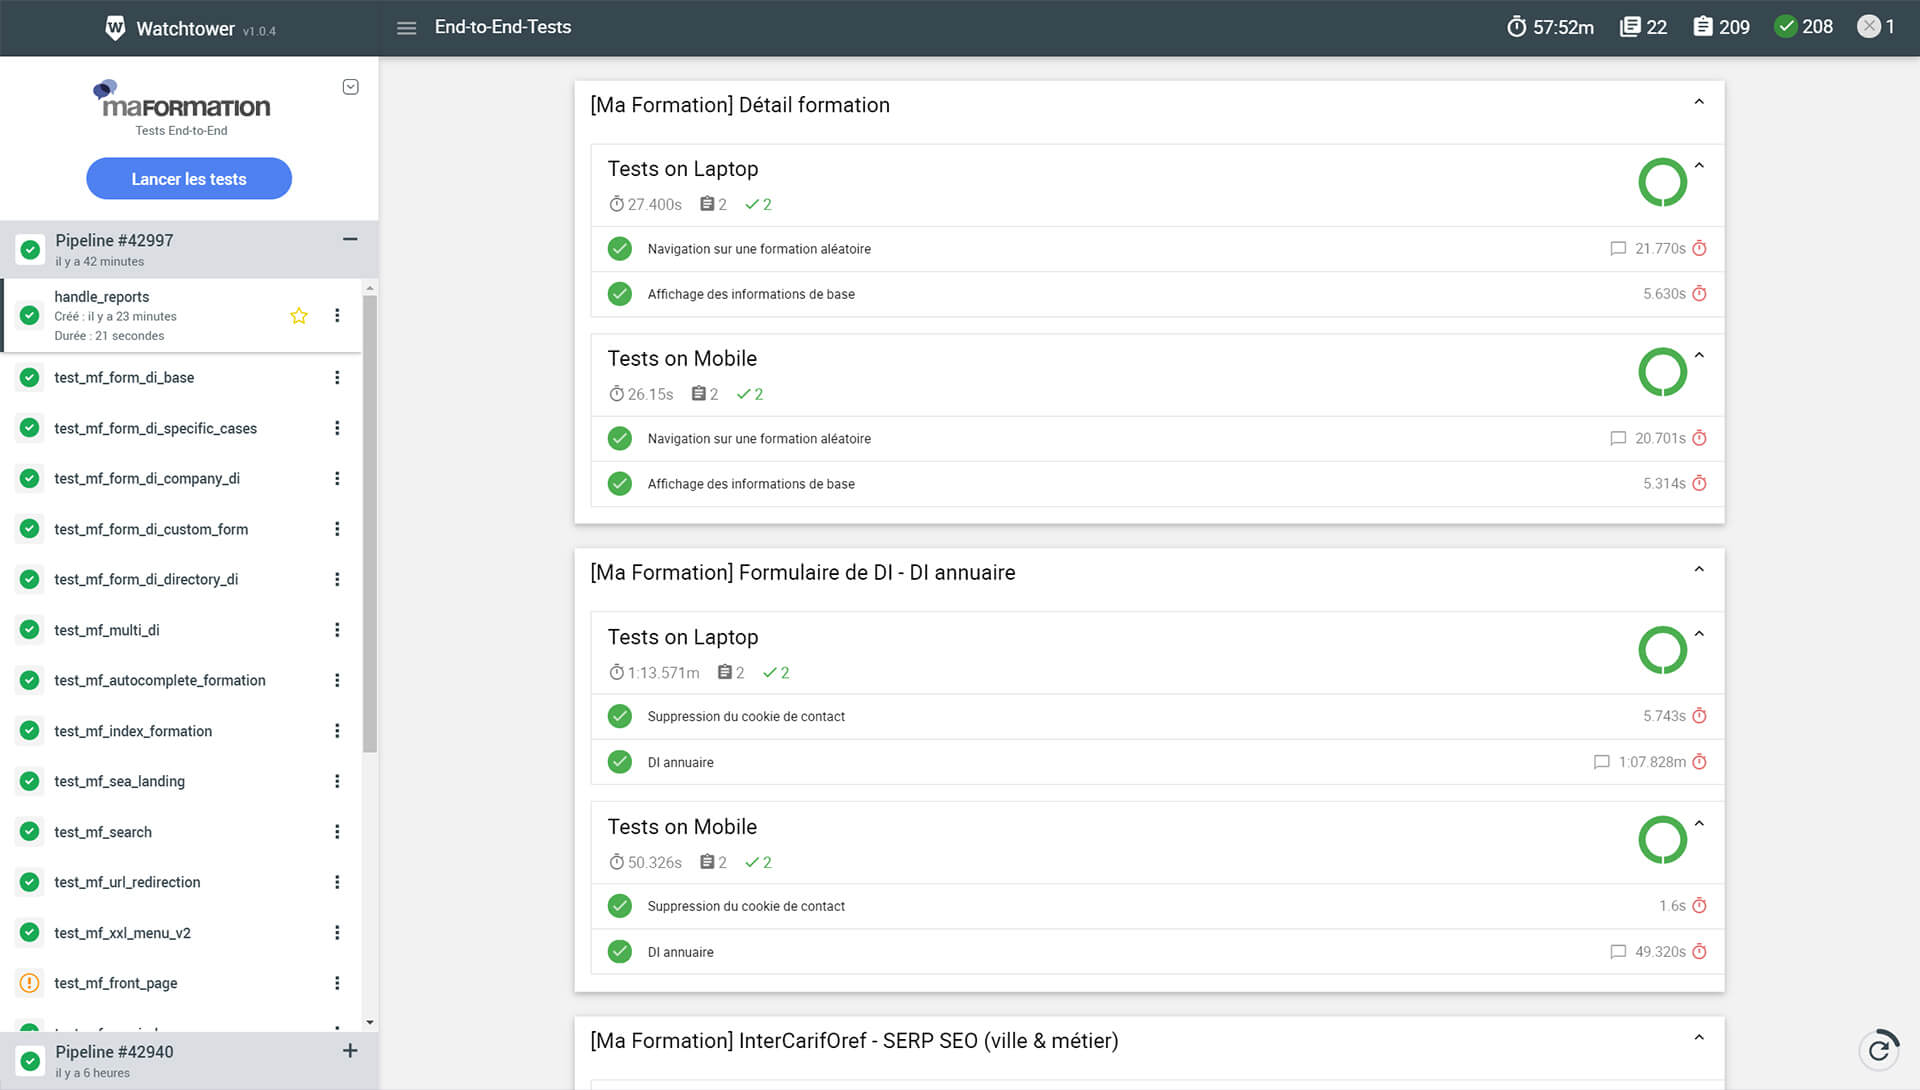 Watchtower v1.0.4
End-to-End-Tests
57:52m 22 209 208 1
maFORMATION
Tests End-to-End
Lancer les tests
Pipeline #42997
il y a 42 minutes
handle_reports
Créé : il y a 23 minutes
Durée : 21 secondes
test_mf_form_di_base
test_mf_form_di_specific_cases
test_mf_form_di_company_di
test_mf_form_di_custom_form
test_mf_form_di_directory_di
test_mf_multi_di
test_mf_autocomplete_formation
test_mf_index_formation
test_mf_sea_landing
test_mf_search
test_mf_url_redirection
test_mf_xxl_menu_v2
test_mf_front_page
Pipeline #42940
il y a 6 heures
[Ma Formation] Détail formation
Tests on Laptop
27.400s 2 2
Navigation sur une formation aléatoire 21.770s
Affichage des informations de base 5.630s
Tests on Mobile
26.15s 2 2
Navigation sur une formation aléatoire 20.701s
Affichage des informations de base 5.314s
[Ma Formation] Formulaire de DI - DI annuaire
Tests on Laptop
1:13.571m 2 2
Suppression du cookie de contact 5.743s
DI annuaire 1:07.828m
Tests on Mobile
50.326s 2 2
Suppression du cookie de contact 1.6s
DI annuaire 49.320s
[Ma Formation] InterCarifOref - SERP SEO (ville & métier)